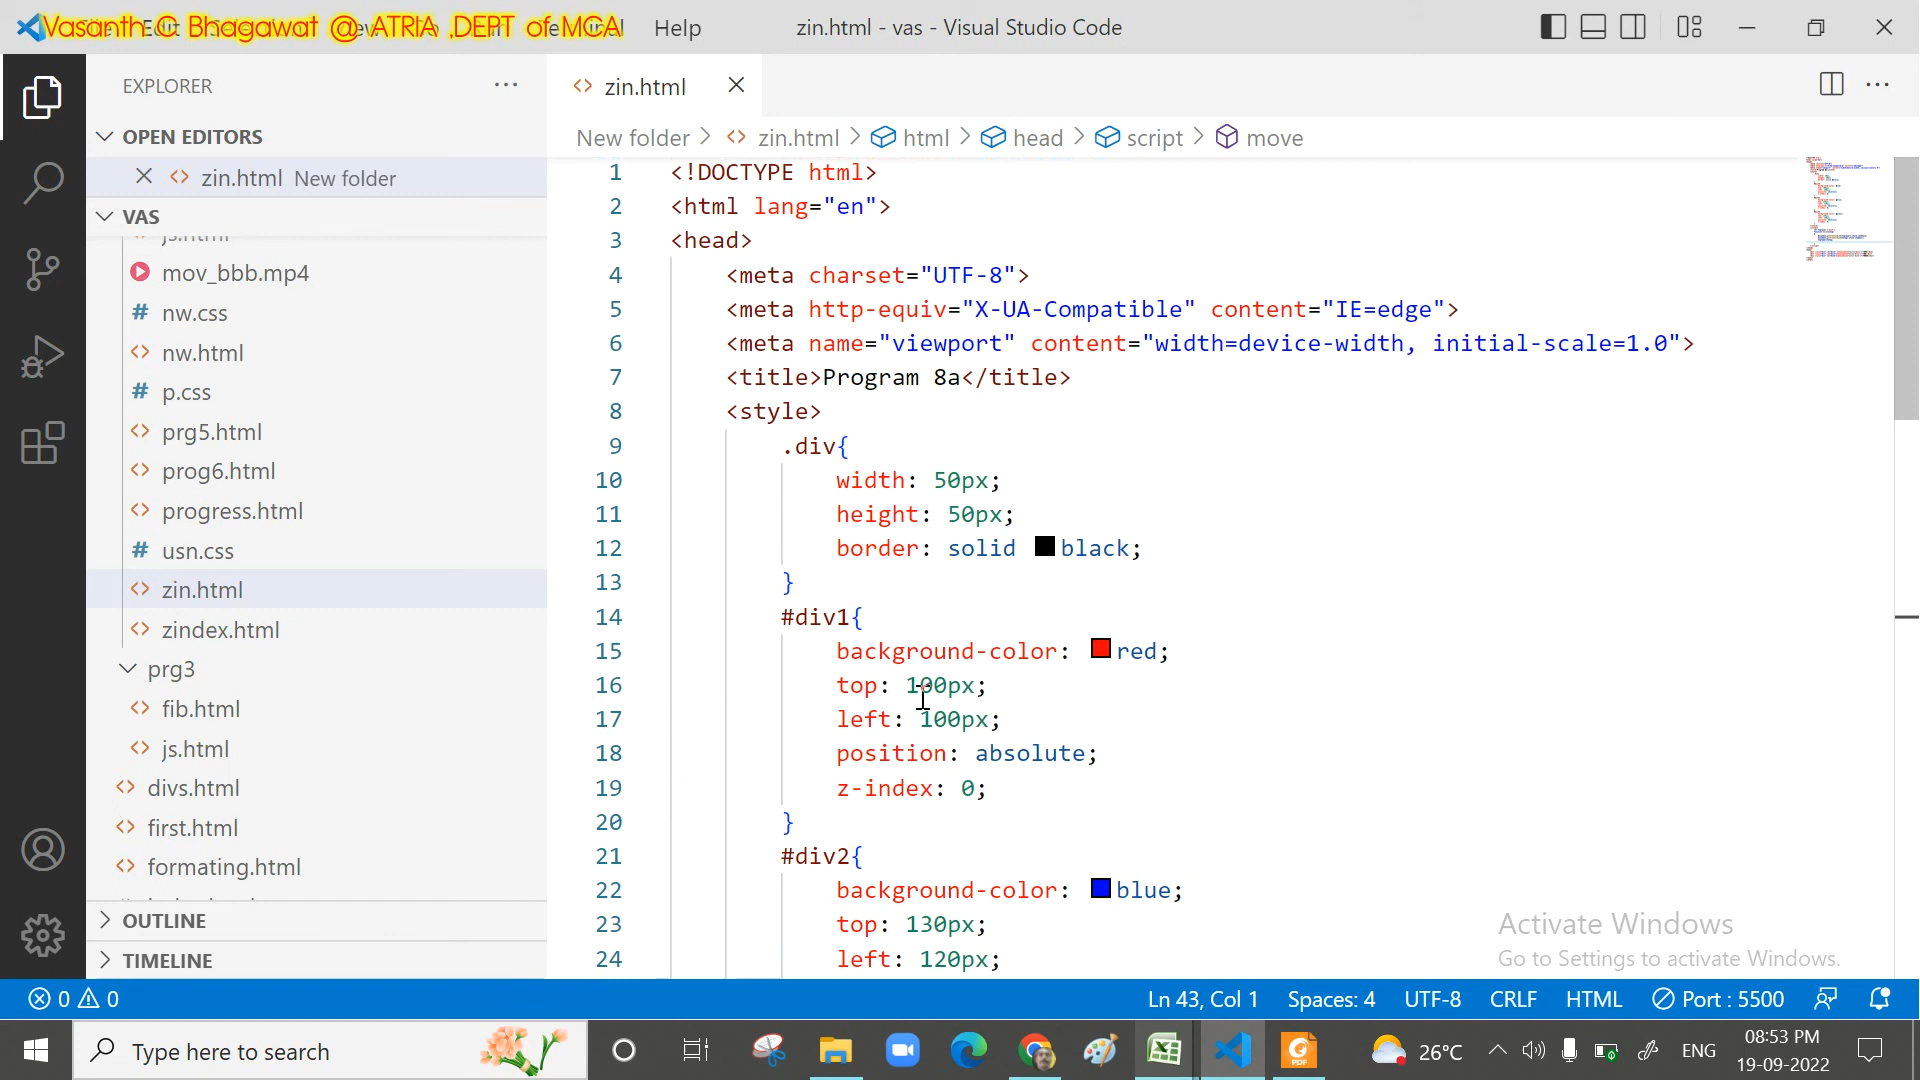 Vasanth C Bhagawat @ ATRIA ,DEPT of MCA
Help
zin.html - vas - Visual Studio Code
EXPLORER
zin.html
OPEN EDITORS
New folder > zin.html > html > head > script > move
zin.html New folder
VAS
js.html
mov_bbb.mp4
nw.css
nw.html
p.css
prg5.html
prog6.html
progress.html
usn.css
zin.html
zindex.html
prg3
fib.html
js.html
divs.html
first.html
formating.html
OUTLINE
TIMELINE
1 <!DOCTYPE html>
2 <html lang="en">
3 <head>
4 <meta charset="UTF-8">
5 <meta http-equiv="X-UA-Compatible" content="IE=edge">
6 <meta name="viewport" content="width=device-width, initial-scale=1.0">
7 <title>Program 8a</title>
8 <style>
9 .div{
10 width: 50px;
11 height: 50px;
12 border: solid black;
13 }
14 #div1{
15 background-color: red;
16 top: 100px;
17 left: 100px;
18 position: absolute;
19 z-index: 0;
20 }
21 #div2{
22 background-color: blue;
23 top: 130px;
24 left: 120px;
Activate Windows
Go to Settings to activate Windows.
0 0
Ln 43, Col 1 Spaces: 4 UTF-8 CRLF HTML Port : 5500
Type here to search
26°C
ENG
08:53 PM
19-09-2022